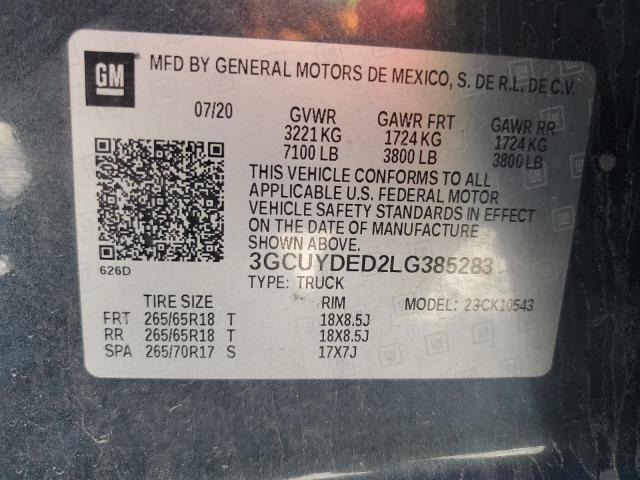 GM MFD BY GENERAL MOTORS DE MEXICO, S. DE R.L. DE C.V.
07/20 GVWR GAWR FRT GAWR RR
3221 KG 1724 KG 1724 KG
7100 LB 3800 LB 3800 LB
THIS VEHICLE CONFORMS TO ALL
APPLICABLE U.S. FEDERAL MOTOR
VEHICLE SAFETY STANDARDS IN EFFECT
ON THE DATE OF MANUFACTURE
SHOWN ABOVE.
626D 3GCUYDED2LG385283
TYPE: TRUCK
TIRE SIZE RIM MODEL: 23CK10543
FRT 265/65R18 T 18X8.5J
RR 265/65R18 T 18X8.5J
SPA 265/70R17 S 17X7J